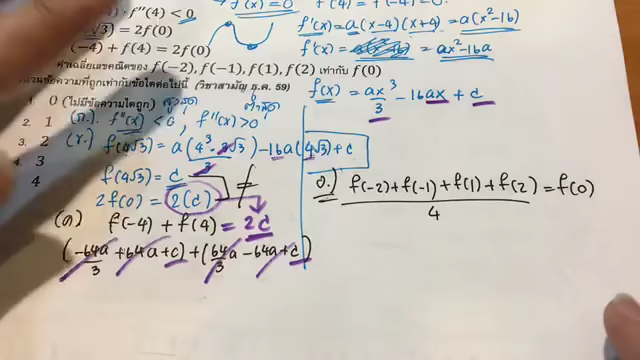 f(x)=0
f''(4) < 0
f'(x) = a(x-4)(x+4) = a(x²-16)
√3) = 2f(0)
(-4) + f(4) = 2f(0)
f'(x) = = ax²-16a
ค่าเฉลี่ยเลขคณิตของ f(-2), f(-1), f(1), f(2) เท่ากับ f(0)
วนข้อความที่ถูกเท่ากับข้อใดต่อไปนี้ (วิชาสามัญ ธ.ค. 59)
f(x) = ax³/3 - 16ax + c
0 (ไม่มีข้อความใดถูก) สูงสุด ต่ำสุด
2. 1 (ก.) f''(x) < 0, f''(x) > 0
3. 2 (ข.) f(4√3) = a(4³·3√3)/3 - 16a(4√3) + c
4. 3 f(4√3) = c
4 2f(0) = 2(c)
(ค) f(-4) + f(4) = 2c
(-64a/3 + 64a + c) + (64a/3 - 64a + c)
ง.) f(-2)+f(-1)+f(1)+f(2) = f(0)
4